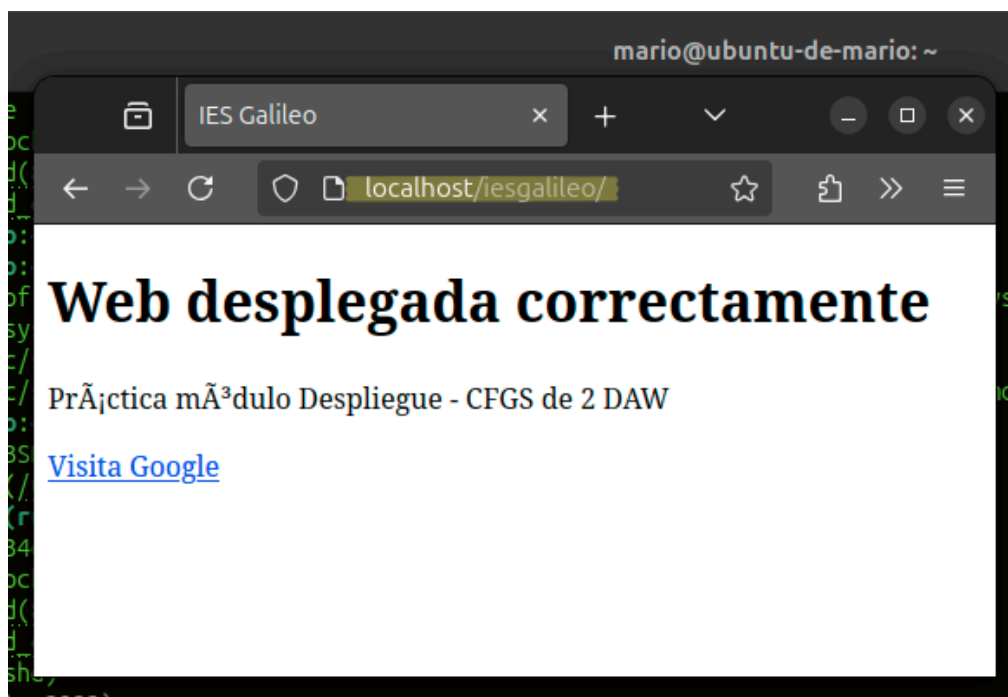 mario@ubuntu-de-mario: ~
IES Galileo
localhost/iesgalileo/
Web desplegada correctamente
PrÃ¡ctica mÃ³dulo Despliegue - CFGS de 2 DAW
Visita Google